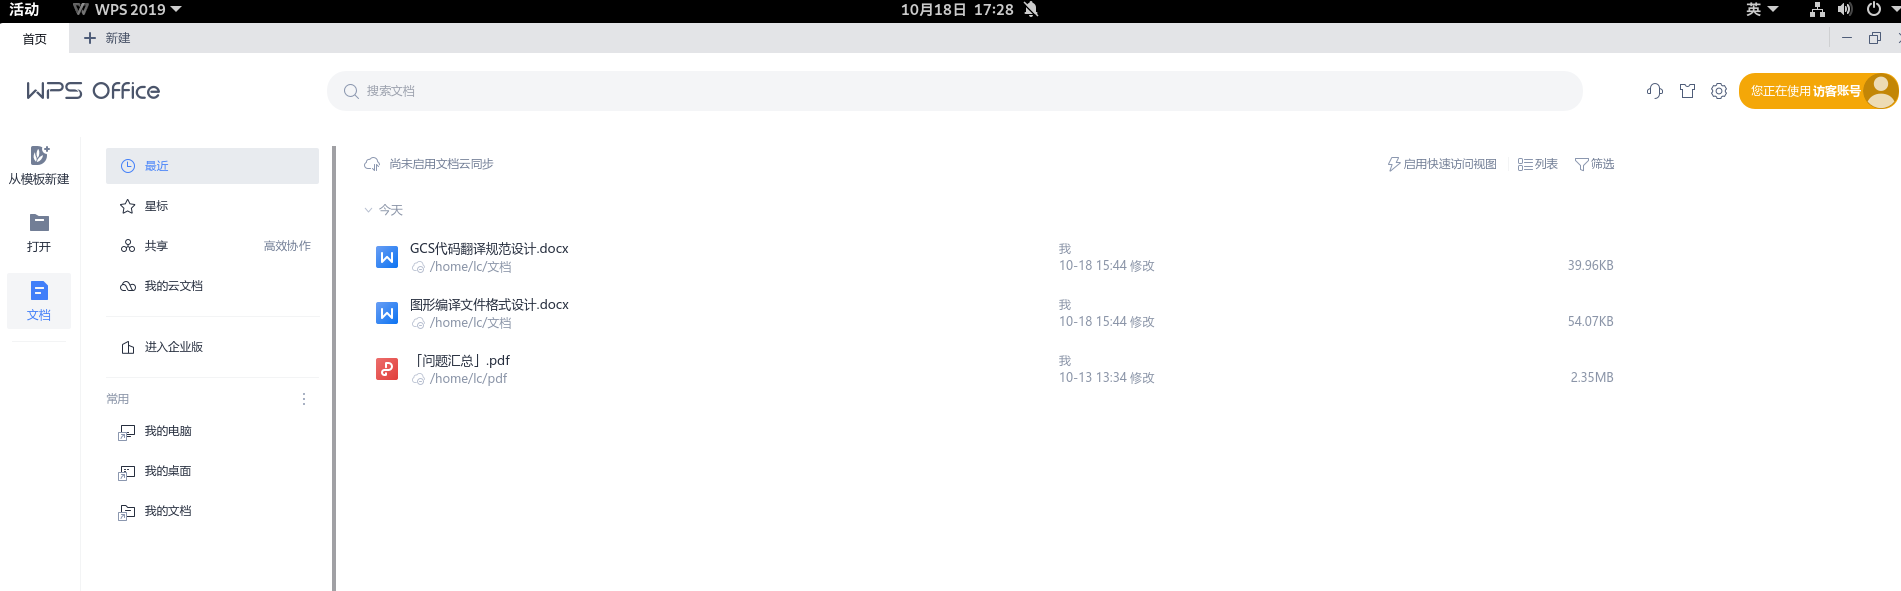 活动
WPS 2019
10月18日 17:28
英
首页
新建
WPS Office
搜索文档
您正在使用 访客账号
从模板新建
打开
文档
最近
星标
共享
高效协作
我的云文档
进入企业版
常用
我的电脑
我的桌面
我的文档
尚未启用文档云同步
启用快速访问视图
列表
筛选
今天
GCS代码翻译规范设计.docx
/home/lc/文档
我
10-18 15:44 修改
39.96KB
图形编译文件格式设计.docx
/home/lc/文档
我
10-18 15:44 修改
54.07KB
「问题汇总」.pdf
/home/lc/pdf
我
10-13 13:34 修改
2.35MB